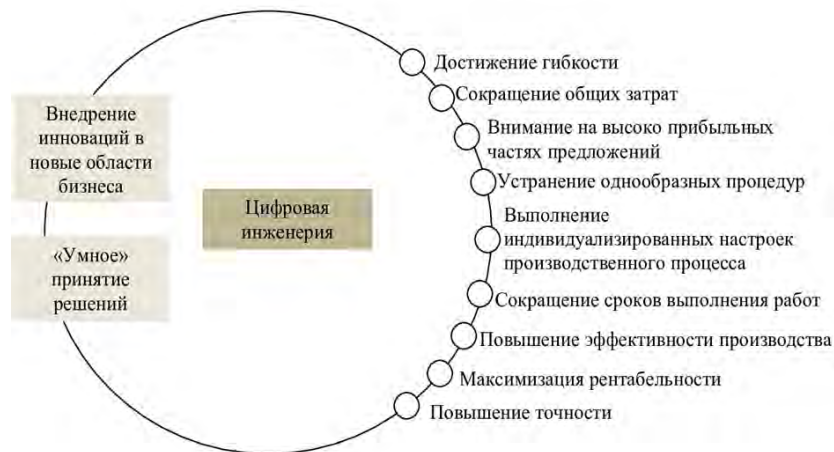 Внедрение
инноваций в
новые области
бизнеса
«Умное»
принятие
решений
Цифровая
инженерия
Достижение гибкости
Сокращение общих затрат
Внимание на высоко прибыльных
частях предложений
Устранение однообразных процедур
Выполнение
индивидуализированных настроек
производственного процесса
Сокращение сроков выполнения работ
Повышение эффективности производства
Максимизация рентабельности
Повышение точности